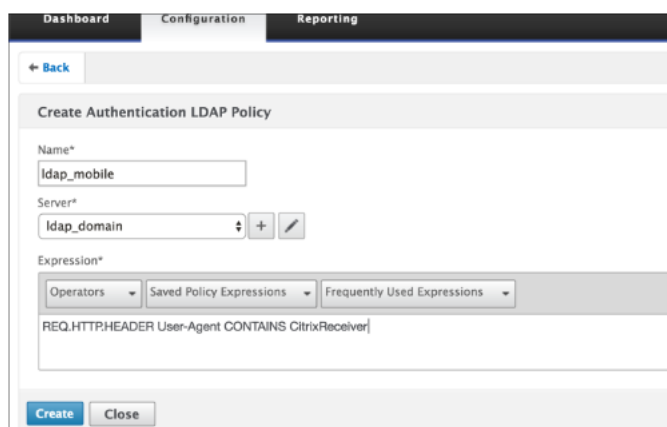 Dashboard Configuration Reporting
← Back
Create Authentication LDAP Policy
Name*
ldap_mobile
Server*
ldap_domain
Expression*
Operators Saved Policy Expressions Frequently Used Expressions
REQ.HTTP.HEADER User-Agent CONTAINS CitrixReceiver
Create Close